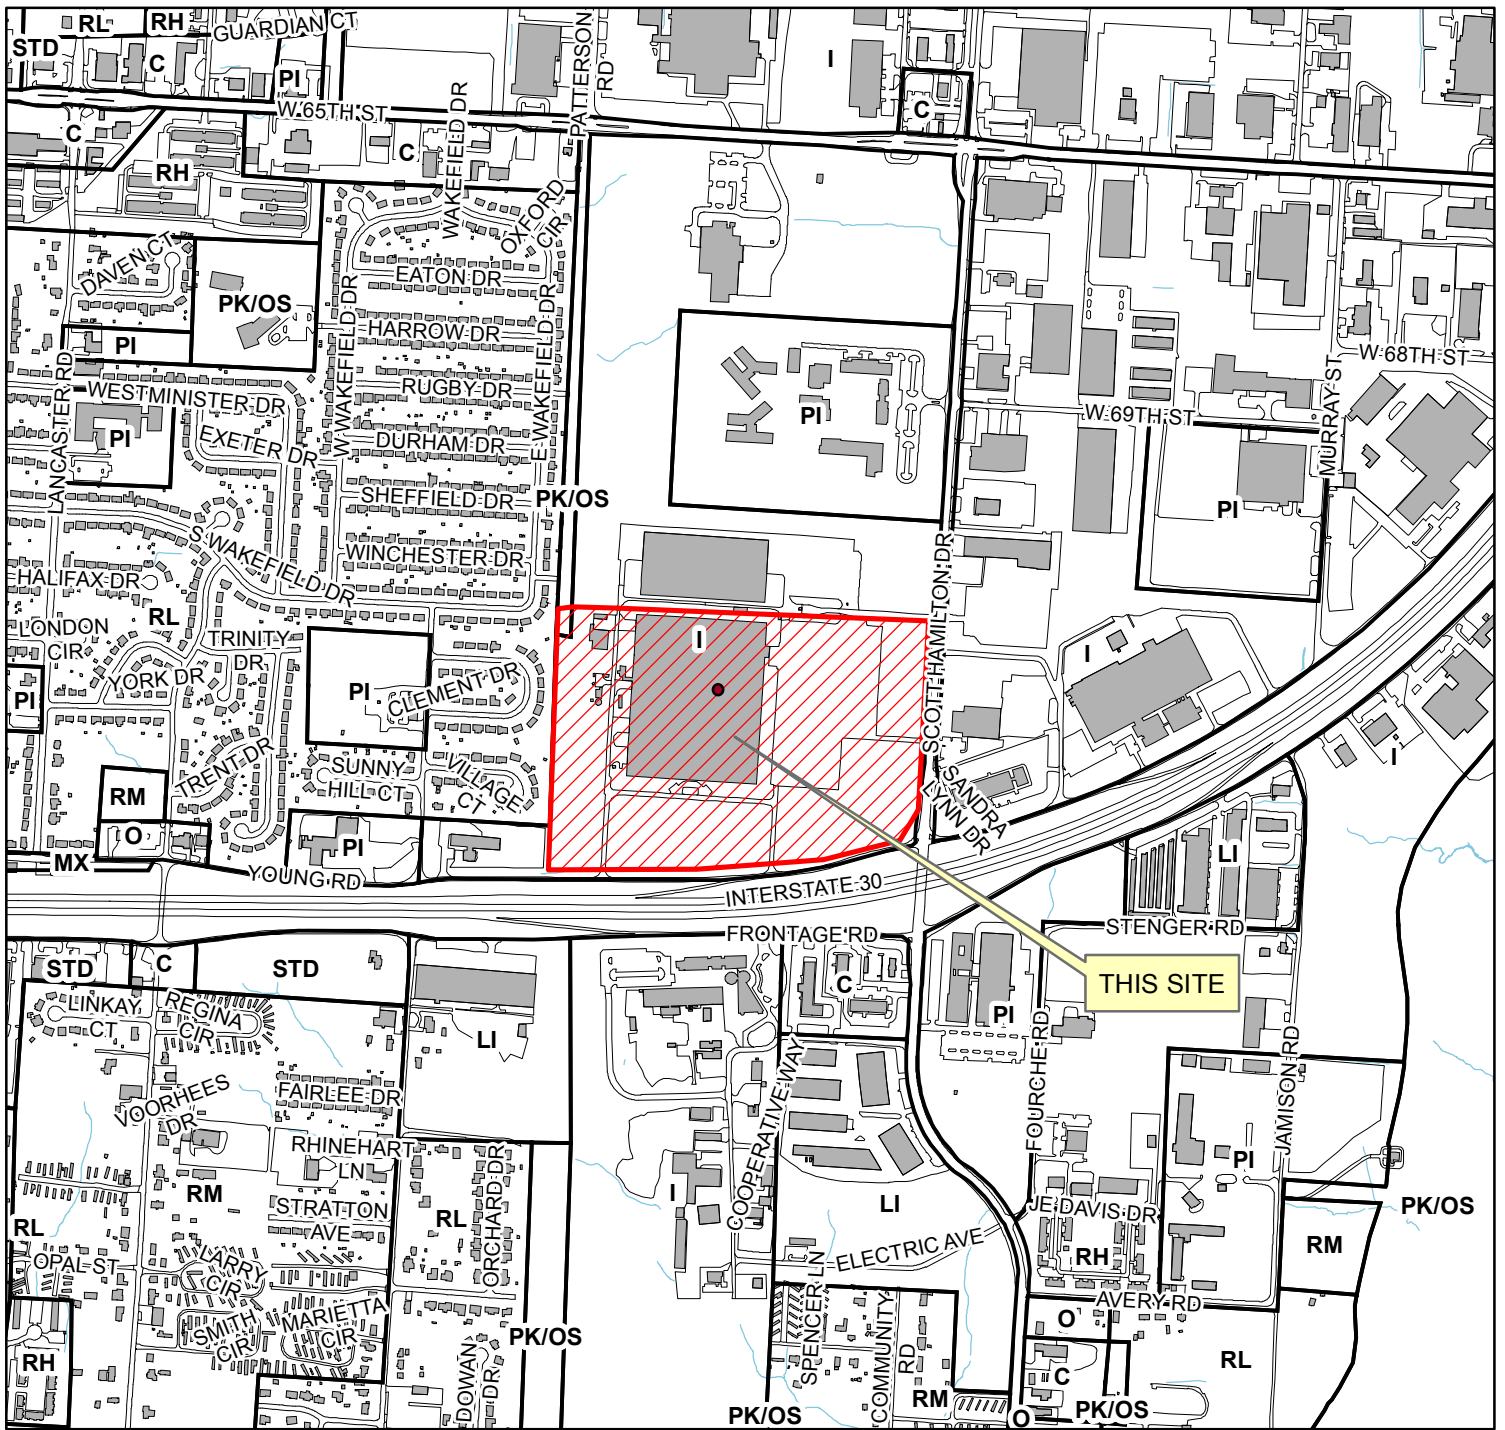 RL
RH
GUARDIAN CT
STD
C
PI
PATTERSON
RD
I
W 65TH ST
WAKEFIELD DR
C
C
C
RH
OXFORD
CIR
DAVEN CT
EATON DR
PK/OS
W WAKEFIELD DR
E WAKEFIELD DR
HARROW DR
PI
LANCASTER RD
WESTMINISTER DR
RUGBY DR
W 68TH ST
MURRAY ST
PI
W 69TH ST
PI
EXETER DR
DURHAM DR
SHEFFIELD DR
PK/OS
PI
S WAKEFIELD DR
WINCHESTER DR
SCOTT HAMILTON DR
HALIFAX DR
RL
LONDON
CIR
TRINITY
DR
I
I
YORK DR
PI
PI
CLEMENT DR
TRENT DR
SUNNY
HILL CT
VILLAGE
CT
I
RM
SANDRA
LYNN DR
O
MX
PI
YOUNG RD
LI
INTERSTATE 30
FRONTAGE RD
STENGER RD
STD
C
STD
C
THIS SITE
LINKAY
CT
REGINA
CIR
LI
PI
FOURCHE RD
JAMISON RD
VOORHEES
DR
FAIRLEE DR
COOPERATIVE WAY
RHINEHART
LN
ORCHARD DR
PI
RM
I
LI
STRATTON
AVE
RL
JE DAVIS DR
PK/OS
RL
OPAL ST
LARRY
CIR
ELECTRIC AVE
RH
RM
SPENCER LN
COMMUNITY
RD
AVERY RD
SMITH
CIR
MARIETTA
CIR
PK/OS
O
RH
DOWAN
DR
RL
C
RM
PK/OS
O
PK/OS